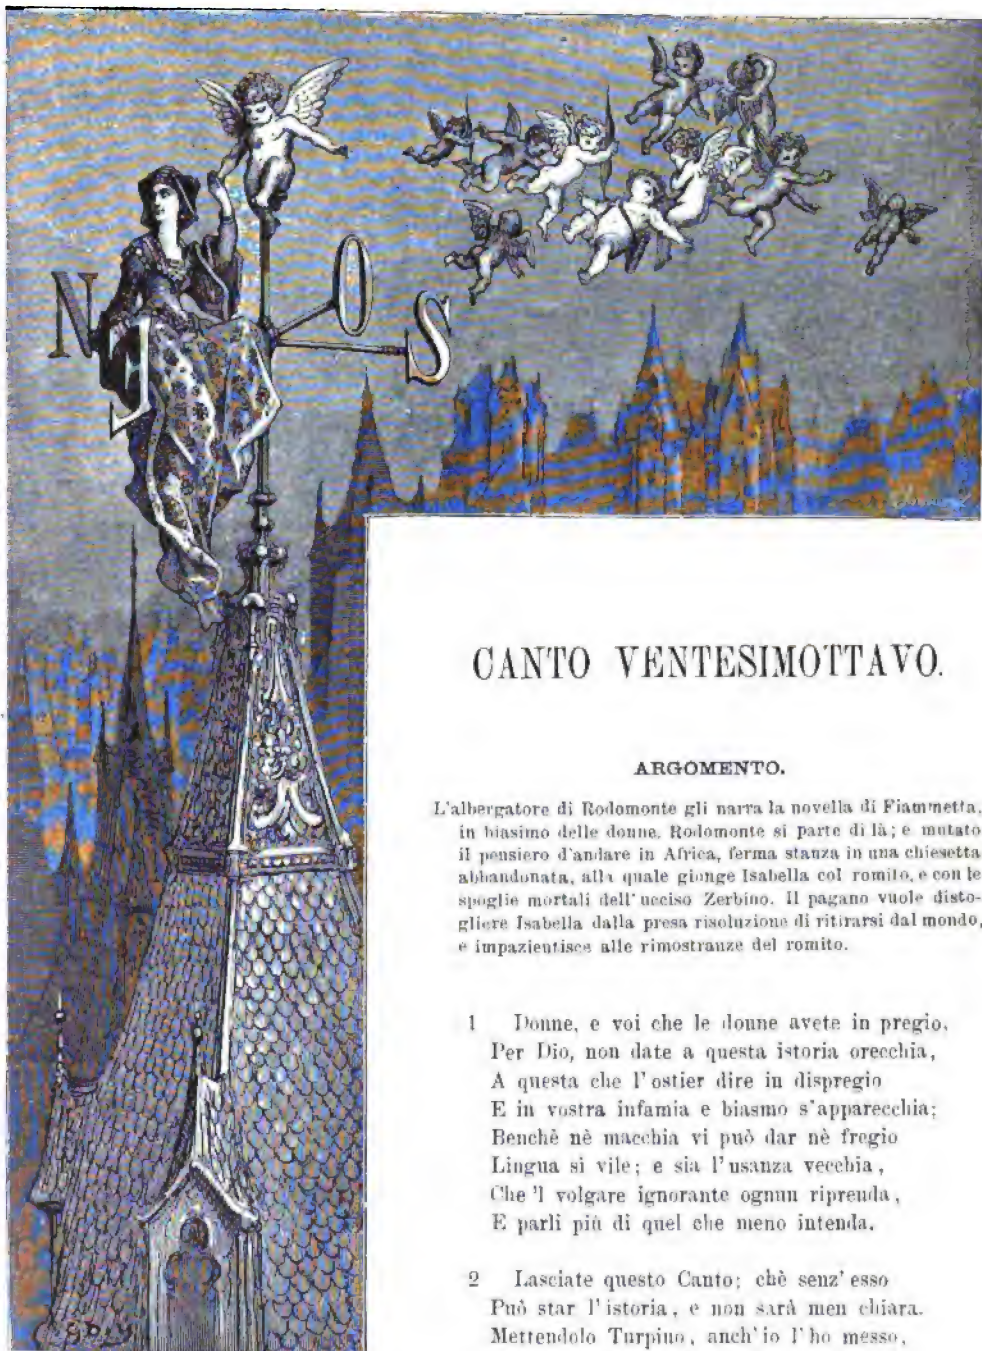 N
O
S
E
CANTO VENTESIMOTTAVO.
ARGOMENTO.
L'albergatore di Rodomonte gli narra la novella di Fiammetta,
in biasimo delle donne. Rodomonte si parte di là; e mutato
il pensiero d'andare in Africa, ferma stanza in una chiesetta
abbandonata, alla quale gionge Isabella col romito, e con le
spoglie mortali dell'ucciso Zerbino. Il pagano vuole disto-
gliere Isabella dalla presa risoluzione di ritirarsi dal mondo,
e impazientisce alle rimostranze del romito.
1 Donne, e voi che le donne avete in pregio,
Per Dio, non date a questa istoria orecchia,
A questa che l'ostier dire in dispregio
E in vostra infamia e biasmo s'apparecchia;
Benchè nè macchia vi può dar nè fregio
Lingua sì vile; e sia l'usanza vecchia,
Che 'l volgare ignorante ognun riprenda,
E parli più di quel che meno intenda.
2 Lasciate questo Canto; chè senz'esso
Può star l'istoria, e non sarà men chiara.
Mettendolo Turpino, anch'io l'ho messo,